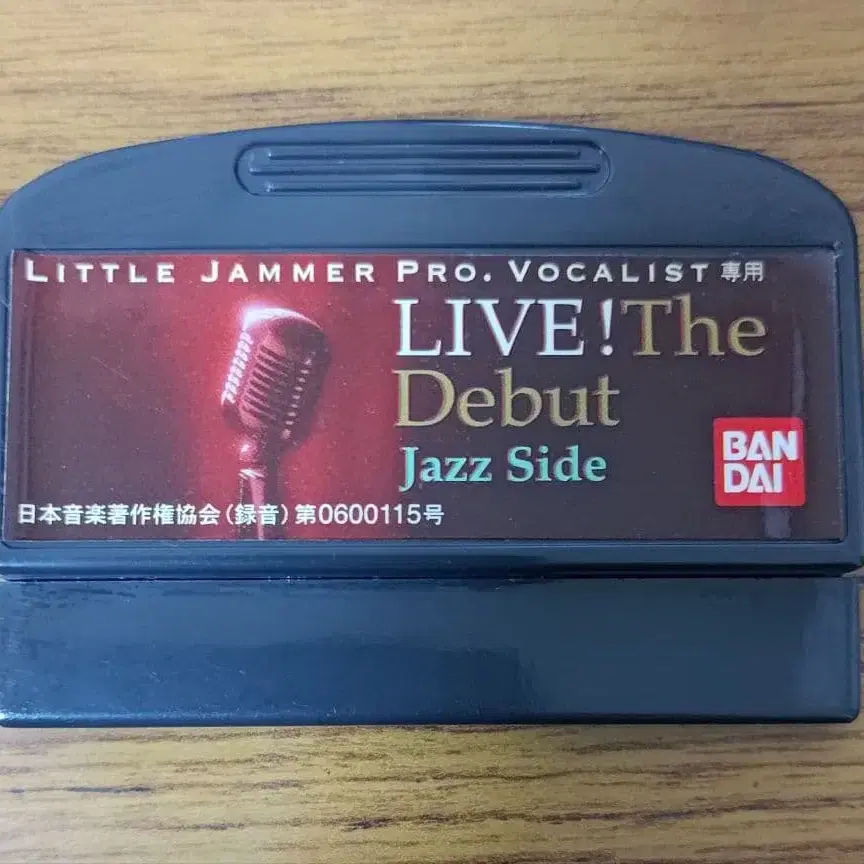 LITTLE JAMMER PRO. VOCALIST 専用
LIVE!The
Debut
Jazz Side
BAN
DAI
日本音楽著作権協会(録音)第0600115号